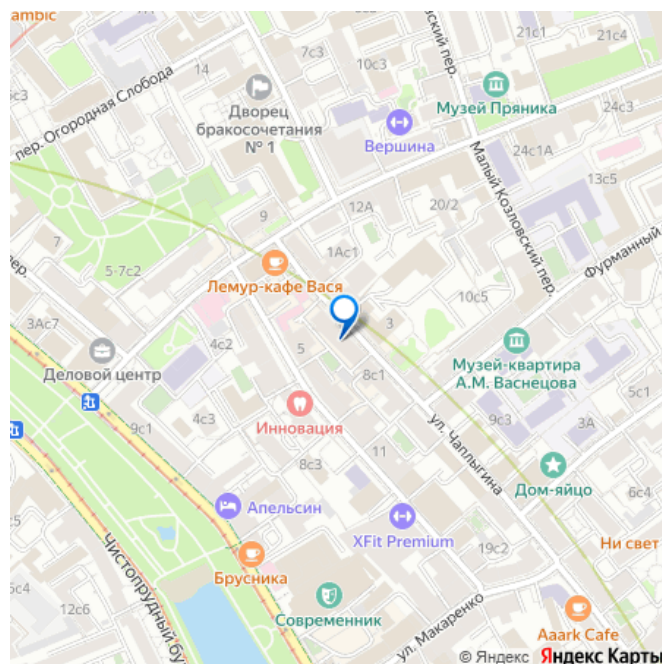 ambic
7с3
21с1
21с4
14
10с3
пер. Огородная Слобода
Дворец
бракосочетания
№ 1
Музей Пряника
24с3
Вершина
24с1А
13с5
12А
20/2
Малый Козловский пер.
9
1Ас1
7
5-7с2
Лемур-кафе Вася
Фурманный
10с5
3
3Ас7
4с2
5
Деловой центр
Музей-квартира
А.М. Васнецова
8с1
5с1
9с1
4с3
Инновация
ул. Чаплыгина
9с3
3А
11
8с3
Дом-яйцо
6с4
Апельсин
XFit Premium
19с2
Ни свет
Брусника
Чистопрудный бу
6с4
12с6
Современник
ул. Макаренко
Aaark Cafe
© Яндекс Яндекс Карты